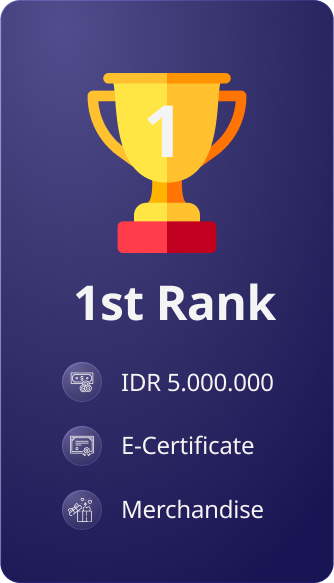 1
1st Rank
IDR 5.000.000
E-Certificate
Merchandise